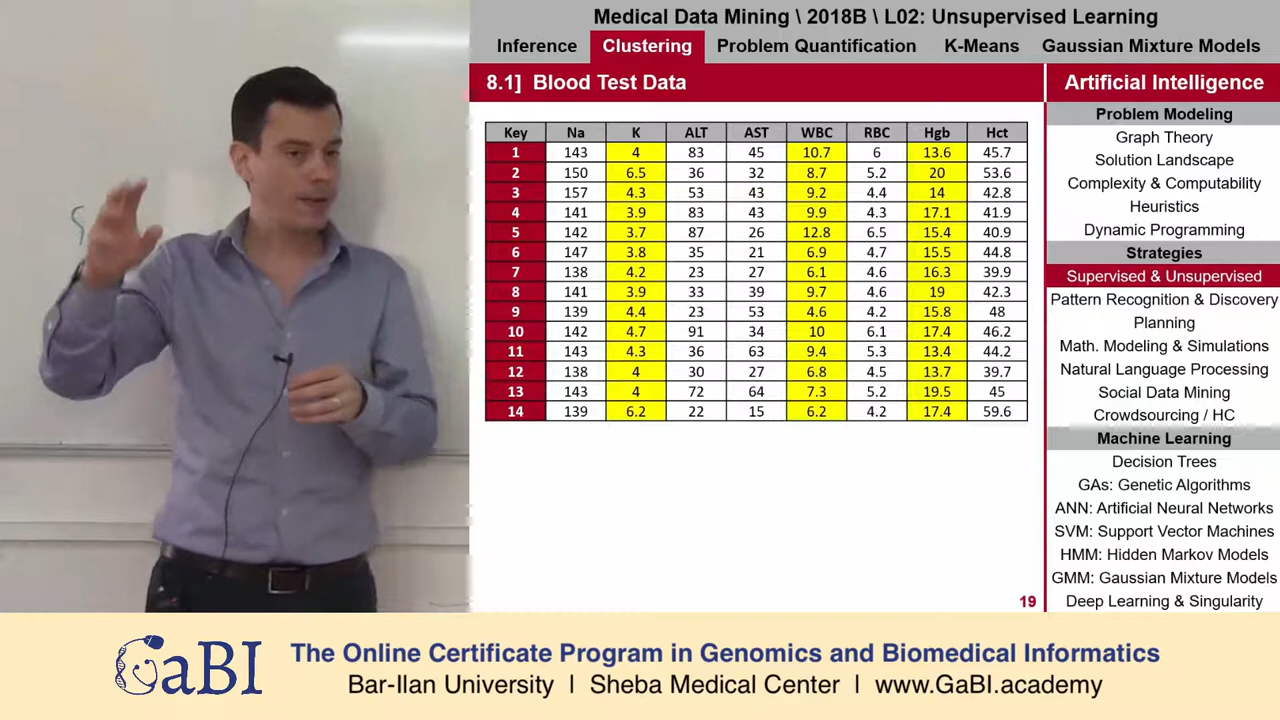 Medical Data Mining \ 2018B \ L02: Unsupervised Learning
Inference Clustering Problem Quantification K-Means Gaussian Mixture Models
8.1] Blood Test Data
Key Na K ALT AST WBC RBC Hgb Hct
1 143 4 83 45 10.7 6 13.6 45.7
2 150 6.5 36 32 8.7 5.2 20 53.6
3 157 4.3 53 43 9.2 4.4 14 42.8
4 141 3.9 83 43 9.9 4.3 17.1 41.9
5 142 3.7 87 26 12.8 6.5 15.4 40.9
6 147 3.8 35 21 6.9 4.7 15.5 44.8
7 138 4.2 23 27 6.1 4.6 16.3 39.9
8 141 3.9 33 39 9.7 4.6 19 42.3
9 139 4.4 23 53 4.6 4.2 15.8 48
10 142 4.7 91 34 10 6.1 17.4 46.2
11 143 4.3 36 63 9.4 5.3 13.4 44.2
12 138 4 30 27 6.8 4.5 13.7 39.7
13 143 4 72 64 7.3 5.2 19.5 45
14 139 6.2 22 15 6.2 4.2 17.4 59.6
19
Artificial Intelligence
Problem Modeling
Graph Theory
Solution Landscape
Complexity & Computability
Heuristics
Dynamic Programming
Strategies
Supervised & Unsupervised
Pattern Recognition & Discovery
Planning
Math. Modeling & Simulations
Natural Language Processing
Social Data Mining
Crowdsourcing / HC
Machine Learning
Decision Trees
GAs: Genetic Algorithms
ANN: Artificial Neural Networks
SVM: Support Vector Machines
HMM: Hidden Markov Models
GMM: Gaussian Mixture Models
Deep Learning & Singularity
GaBI
The Online Certificate Program in Genomics and Biomedical Informatics
Bar-Ilan University | Sheba Medical Center | www.GaBI.academy